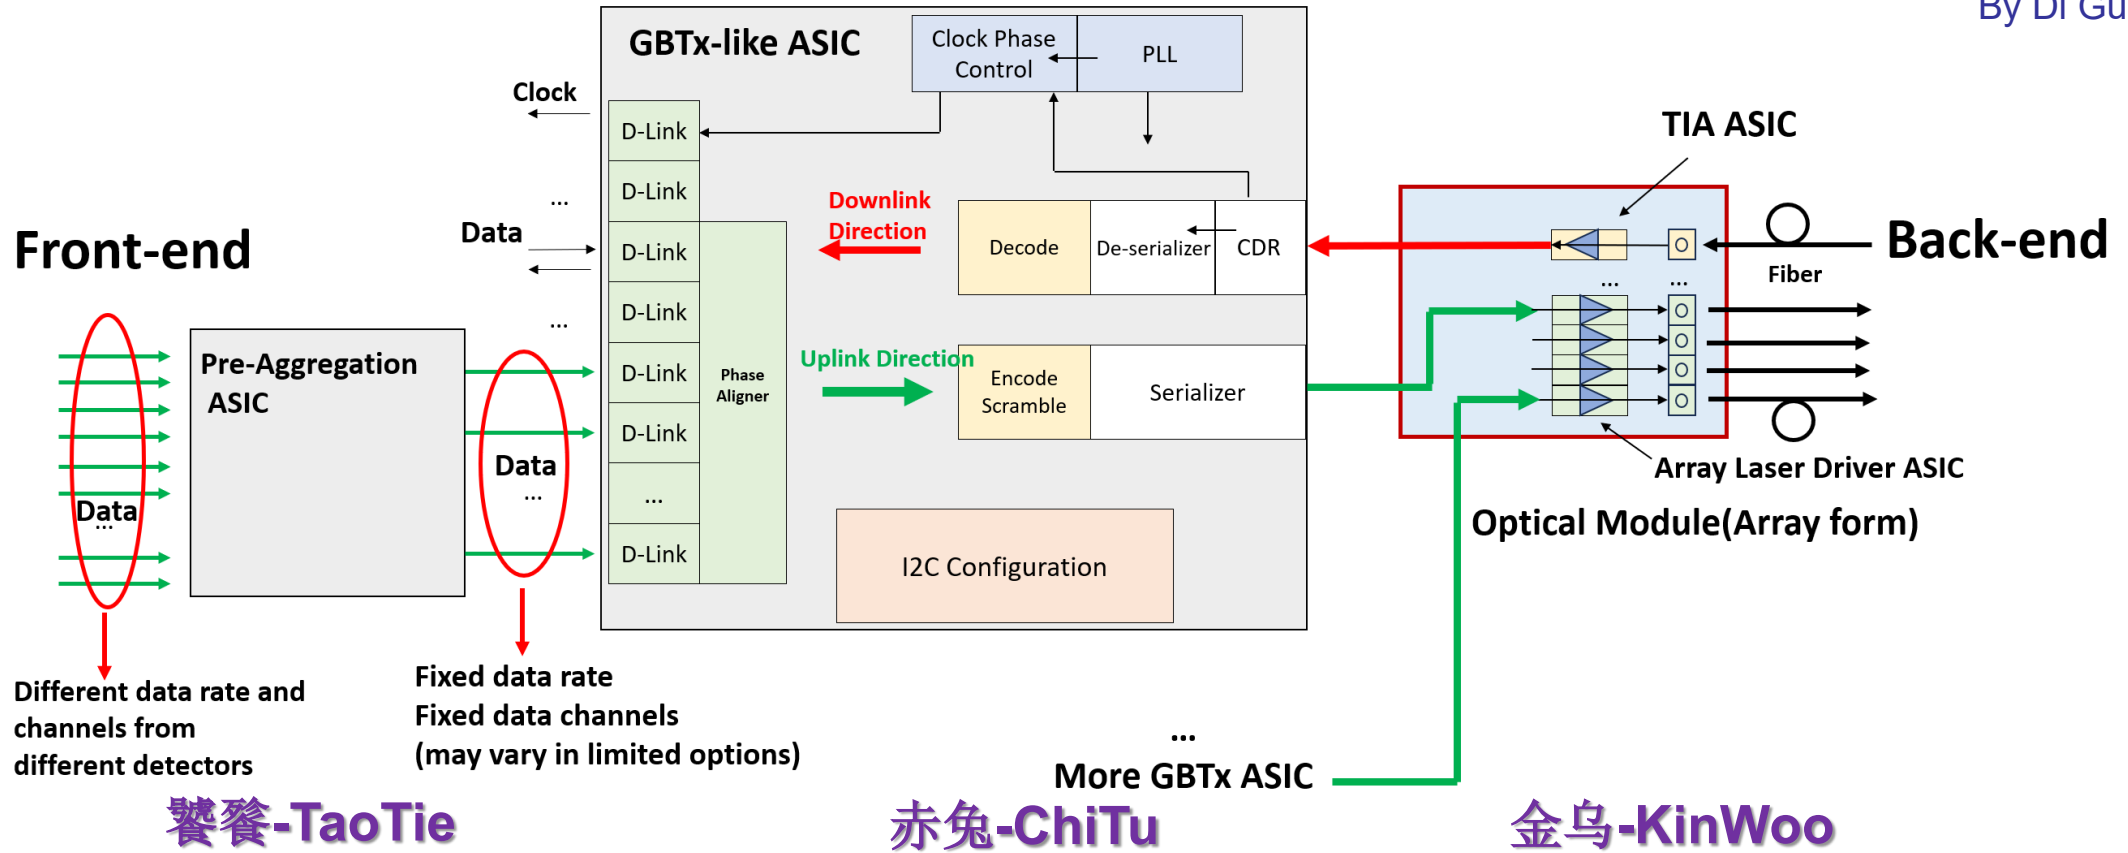 By Di Gu
GBTx-like ASIC
Clock Phase
Control
PLL
Clock
D-Link
TIA ASIC
...
D-Link
Downlink
Direction
Data
D-Link
Decode
De-serializer
CDR
Front-end
Back-end
Fiber
...
...
...
D-Link
Pre-Aggregation
ASIC
Uplink Direction
D-Link
Phase
Aligner
Encode
Scramble
Serializer
D-Link
Data
...
Data
...
...
D-Link
I2C Configuration
Array Laser Driver ASIC
Optical Module(Array form)
Different data rate and
channels from
different detectors
Fixed data rate
Fixed data channels
(may vary in limited options)
...
More GBTx ASIC
饕餮-TaoTie
赤兔-ChiTu
金乌-KinWoo